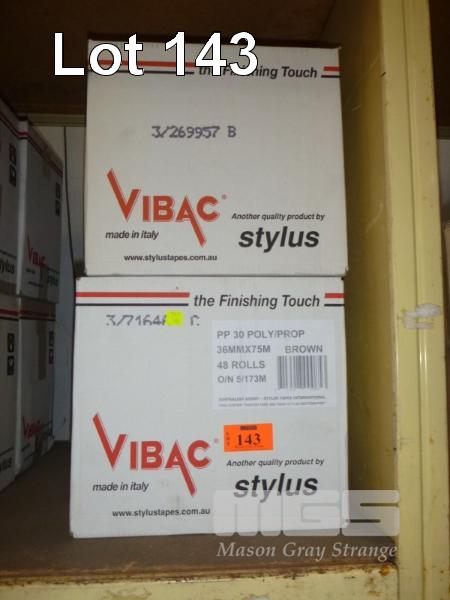 Lot 143
the Finishing Touch
3/269957 B
VIBAC®
made in italy
Another quality product by
stylus
www.stylustapes.com.au
the Finishing Touch
PP 30 POLY/PROP
36MMX75M BROWN
48 ROLLS
O/N 5/173M
LOT 143
VIBAC®
made in italy
Another quality product by
stylus
www.stylustapes.com.au
MGS
Mason Gray Strange